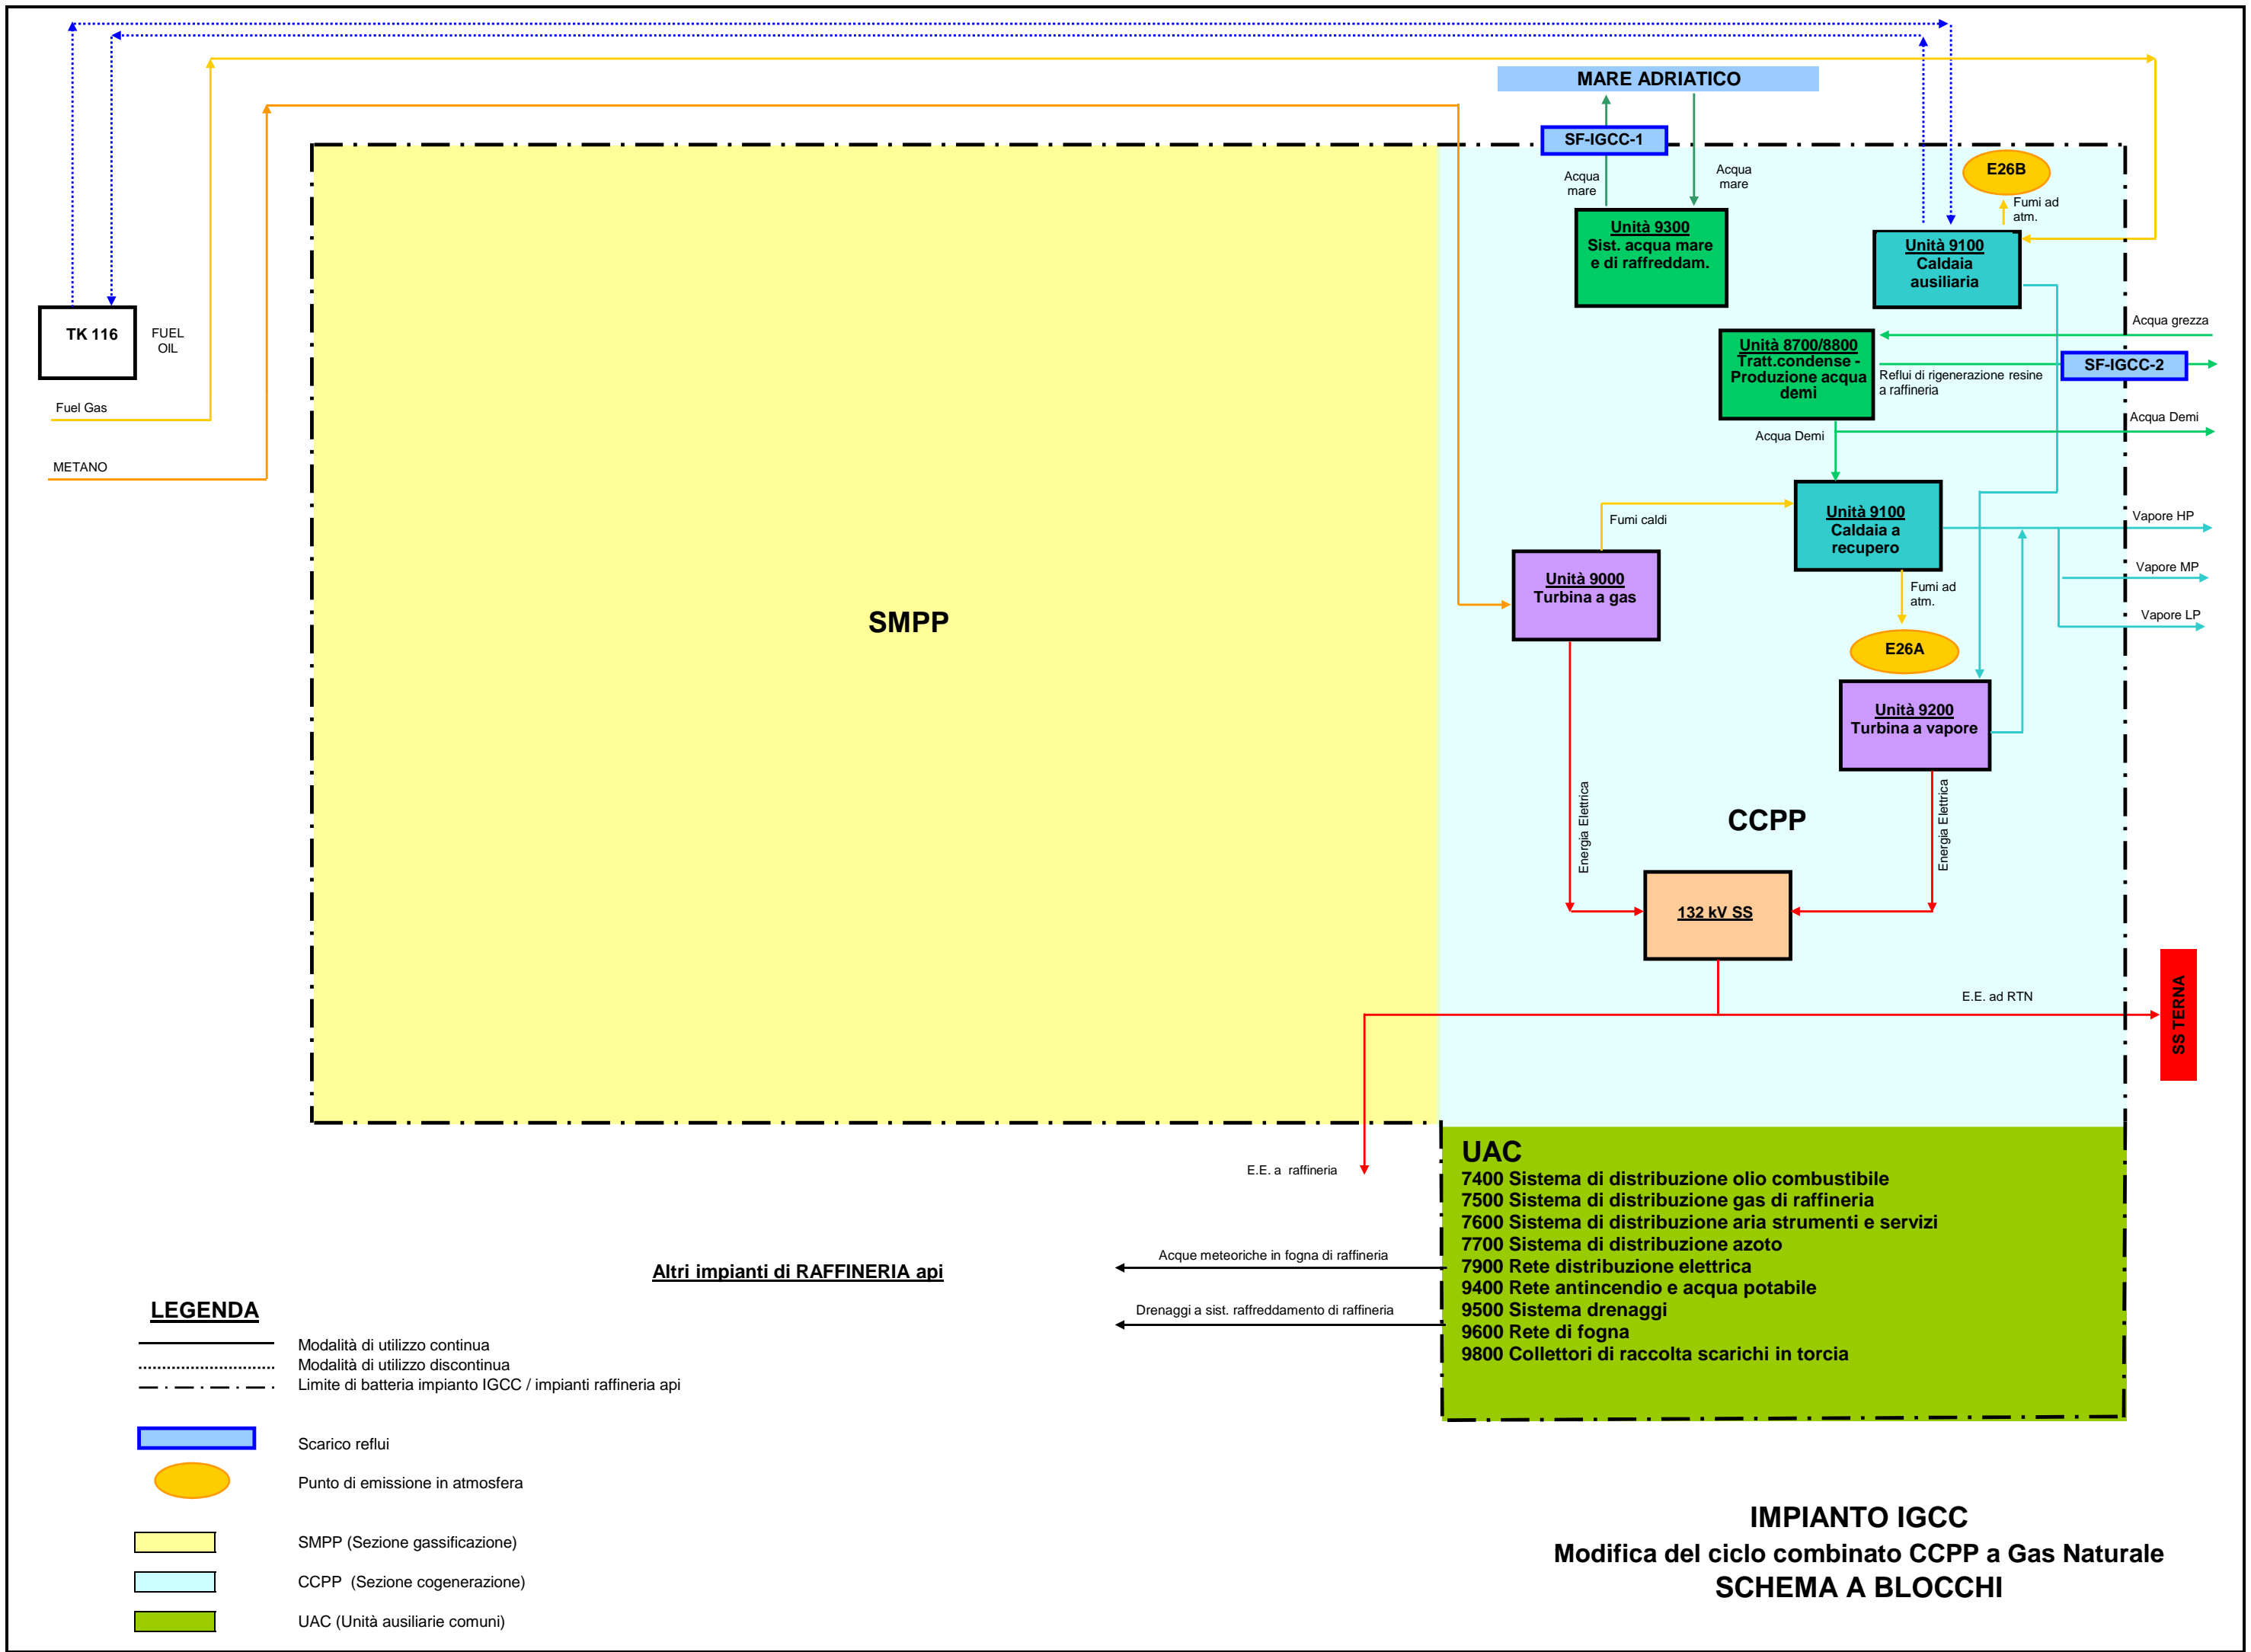 MARE ADRIATICO
SF-IGCC-1
E26B
Acqua
mare
Acqua
mare
Fumi ad
atm.
Unità 9300
Sist. acqua mare
e di raffreddam.
Unità 9100
Caldaia
ausiliaria
TK 116
FUEL
OIL
Acqua grezza
Unità 8700/8800
Tratt.condense -
Produzione acqua
demi
SF-IGCC-2
Reflui di rigenerazione resine
a raffineria
Fuel Gas
Acqua Demi
Acqua Demi
METANO
Unità 9100
Caldaia a
recupero
Fumi caldi
Vapore HP
Vapore MP
Vapore LP
Unità 9000
Turbina a gas
Fumi ad
atm.
SMPP
E26A
Unità 9200
Turbina a vapore
Energia Elettrica
Energia Elettrica
CCPP
132 kV SS
E.E. ad RTN
SS TERNA
E.E. a  raffineria
UAC
7400 Sistema di distribuzione olio combustibile
7500 Sistema di distribuzione gas di raffineria
7600 Sistema di distribuzione aria strumenti e servizi
7700 Sistema di distribuzione azoto
7900 Rete distribuzione elettrica
9400 Rete antincendio e acqua potabile
9500 Sistema drenaggi
9600 Rete di fogna
9800 Collettori di raccolta scarichi in torcia
Acque meteoriche in fogna di raffineria
Altri impianti di RAFFINERIA api
Drenaggi a sist. raffreddamento di raffineria
LEGENDA
Modalità di utilizzo continua
Modalità di utilizzo discontinua
Limite di batteria impianto IGCC / impianti raffineria api
Scarico reflui
Punto di emissione in atmosfera
SMPP (Sezione gassificazione)
CCPP  (Sezione cogenerazione)
UAC (Unità ausiliarie comuni)
IMPIANTO IGCC
Modifica del ciclo combinato CCPP a Gas Naturale
SCHEMA A BLOCCHI